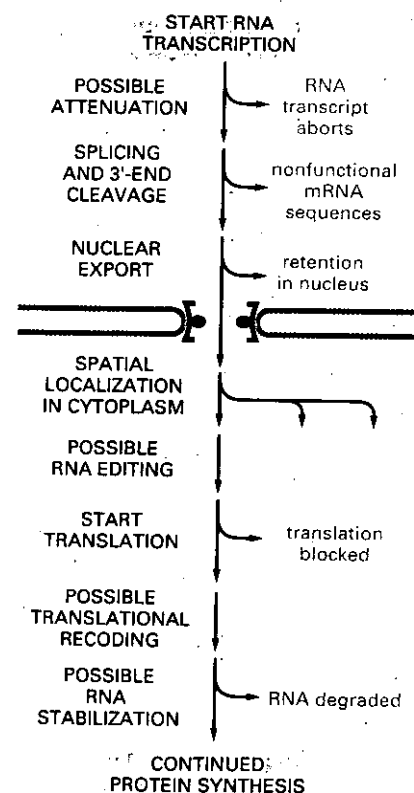 START RNA
TRANSCRIPTION
POSSIBLE
ATTENUATION
RNA
transcript
aborts
SPLICING
AND 3'-END
CLEAVAGE
nonfunctional
mRNA
sequences
NUCLEAR
EXPORT
retention
in nucleus
SPATIAL
LOCALIZATION
IN CYTOPLASM
POSSIBLE
RNA EDITING
START
TRANSLATION
translation
blocked
POSSIBLE
TRANSLATIONAL
RECODING
POSSIBLE
RNA
STABILIZATION
RNA degraded
CONTINUED
PROTEIN SYNTHESIS